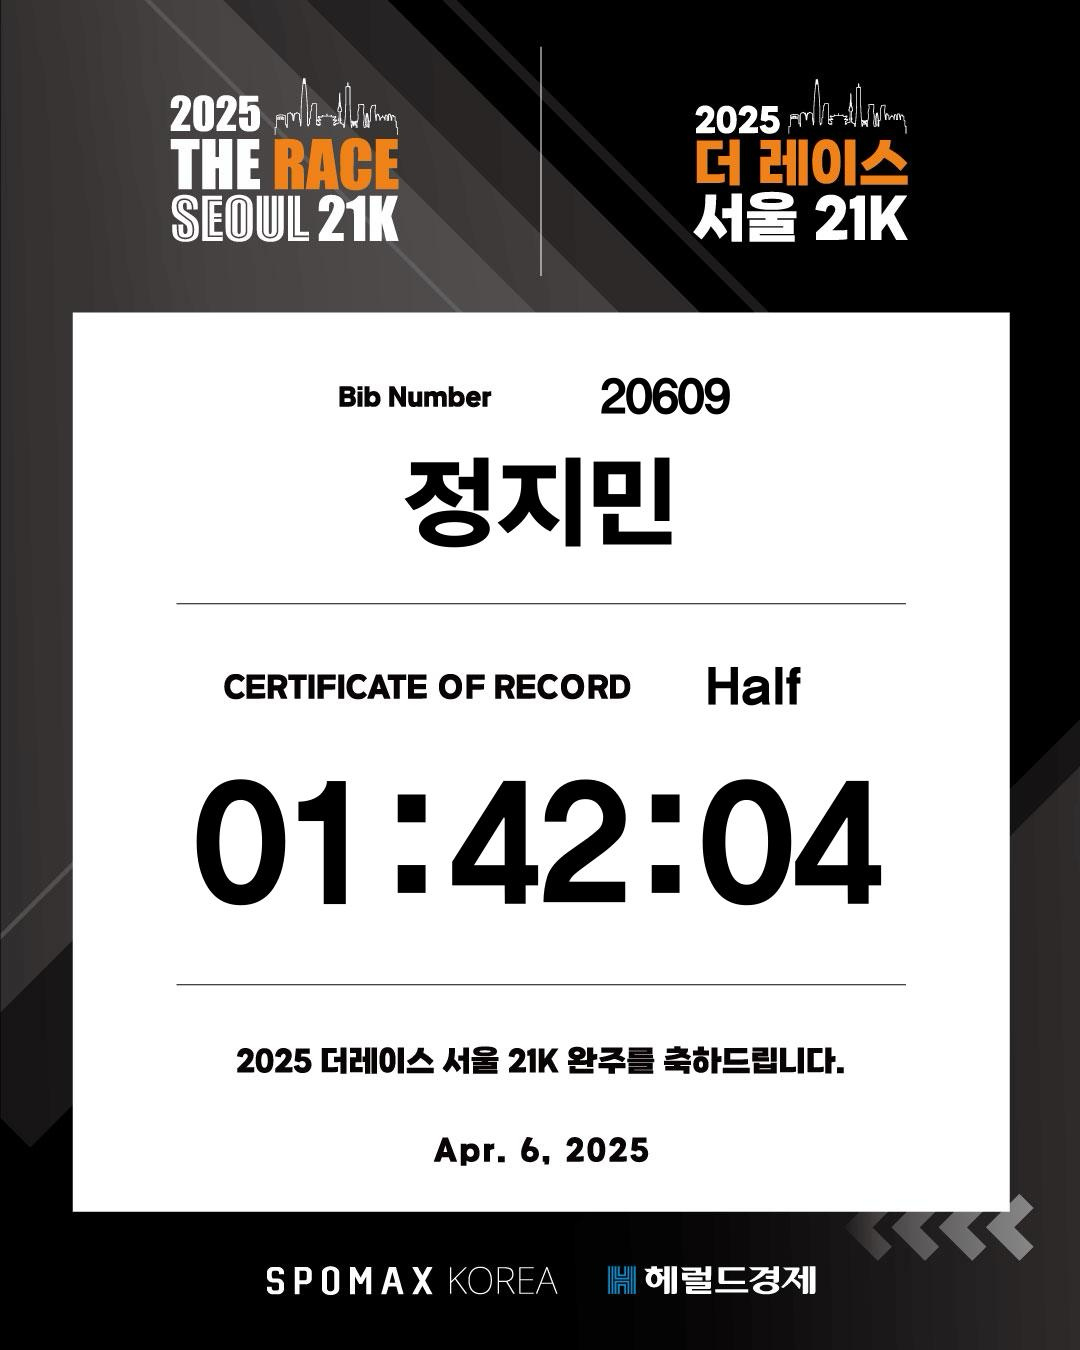 2025
THE RACE
SEOUL 21K
2025
더 레이스
서울 21K
Bib Number 20609
정지민
CERTIFICATE OF RECORD Half
01:42:04
2025 더레이스 서울 21K 완주를 축하드립니다.
Apr. 6, 2025
SPOMAX KOREA 헤럴드경제